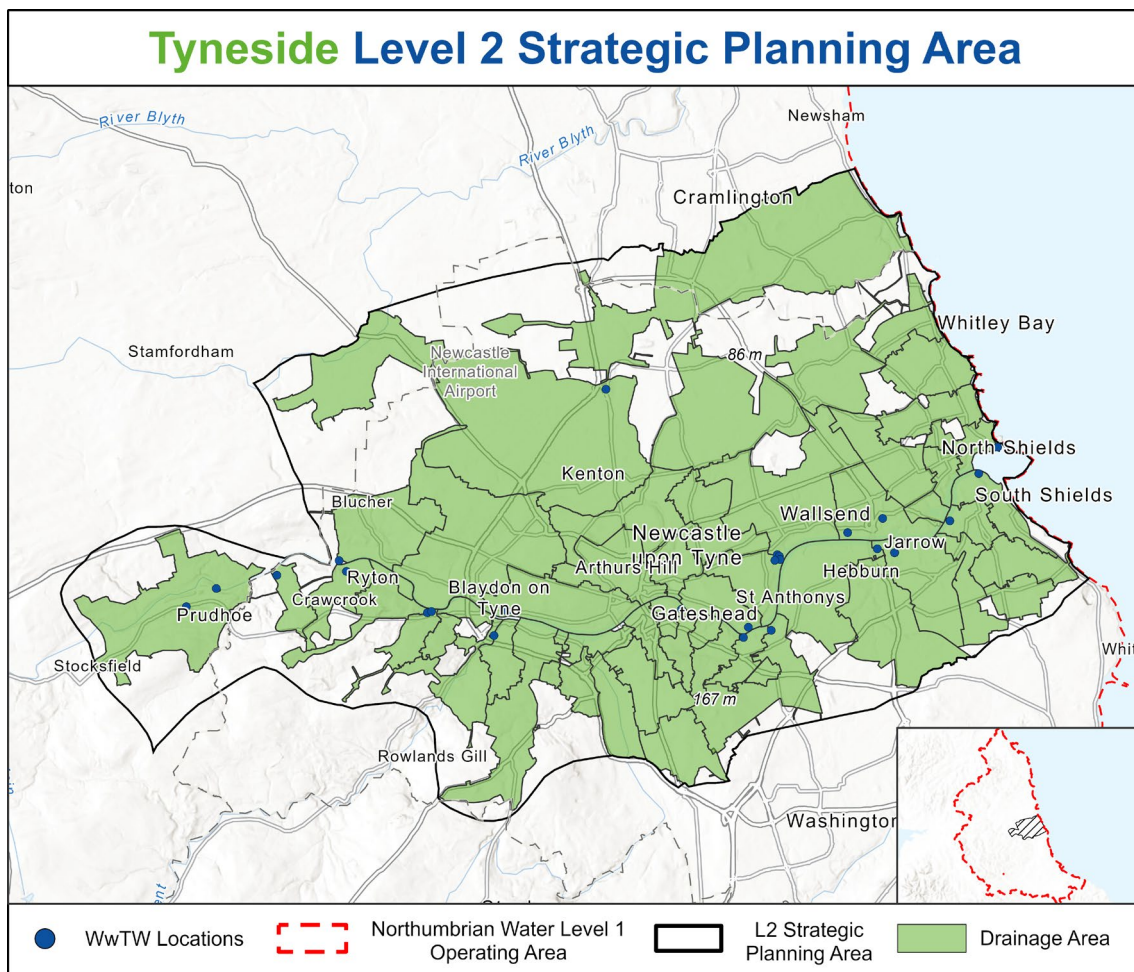 Tyneside Level 2 Strategic Planning Area
Newsham
River Blyth
River Blyth
ton
Cramlington
Whitley Bay
Stamfordham
Newcastle
International
Airport
86 m
North Shields
Kenton
South Shields
Blucher
Wallsend
Newcastle
upon Tyne
Jarrow
Arthurs Hill
Hebburn
Ryton
Blaydon on
Tyne
Crawcrook
St Anthonys
Prudhoe
Gateshead
Stocksfield
Whit
167 m
Rowlands Gill
Washington
ent
WwTW Locations
Northumbrian Water Level 1
Operating Area
L2 Strategic
Planning Area
Drainage Area